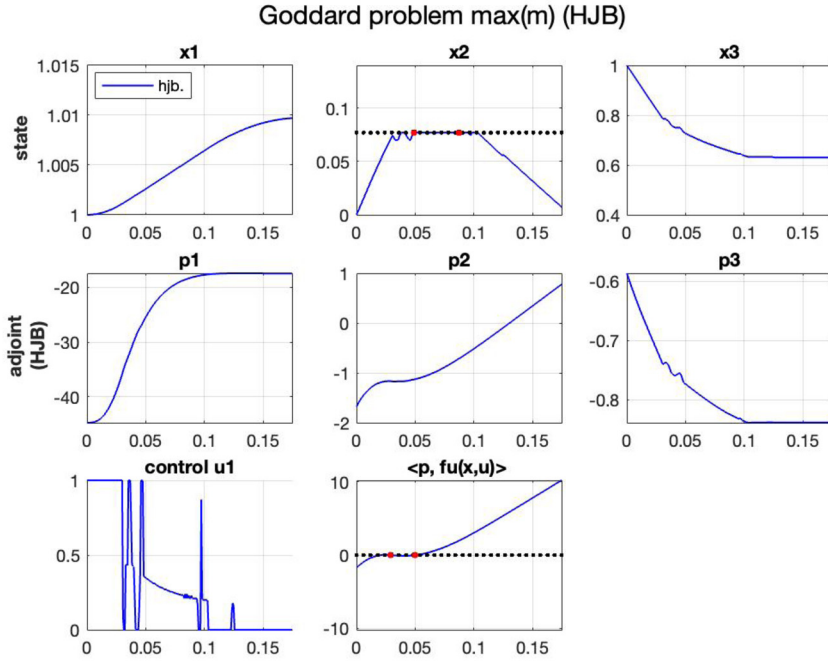 Goddard problem max(m) (HJB)
x1
x2
x3
state
1.015
1.01
1.005
1
hjb.
0 0.05 0.1 0.15
0.1
0.05
0
0 0.05 0.1 0.15
1
0.8
0.6
0.4
0 0.05 0.1 0.15
p1
p2
p3
adjoint
(HJB)
-20
-30
-40
0 0.05 0.1 0.15
1
0
-1
-2
0 0.05 0.1 0.15
-0.6
-0.7
-0.8
0 0.05 0.1 0.15
control u1
<p, fu(x,u)>
1
0.5
0
0 0.05 0.1 0.15
10
0
-10
0 0.05 0.1 0.15